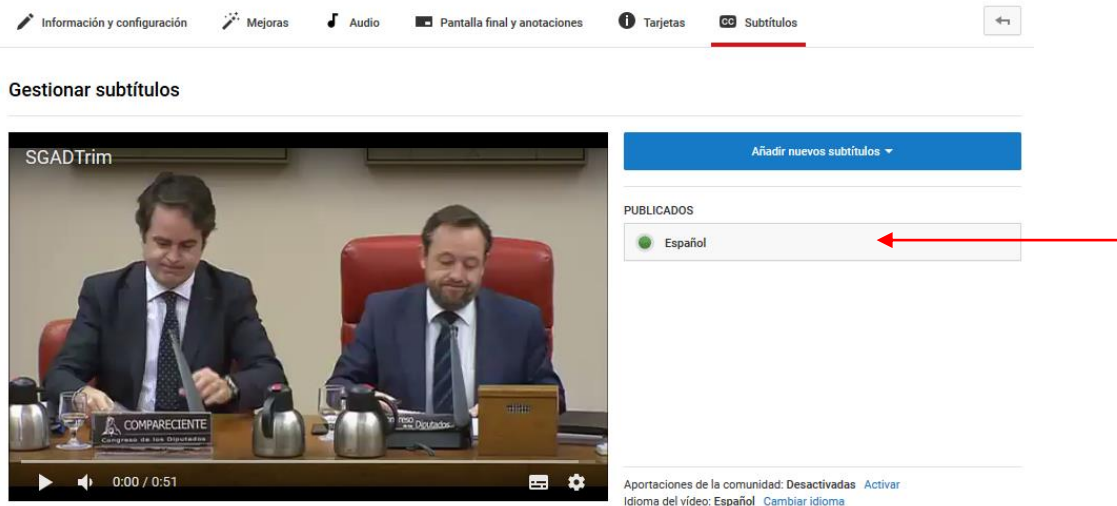 Información y configuración Mejoras Audio Pantalla final y anotaciones Tarjetas CC Subtítulos
Gestionar subtítulos
SGADTrim
Añadir nuevos subtítulos
PUBLICADOS
Español
COMPARECIENTE
Congreso de los Diputados
Diputados
0:00 / 0:51
Aportaciones de la comunidad: Desactivadas Activar
Idioma del vídeo: Español Cambiar idioma